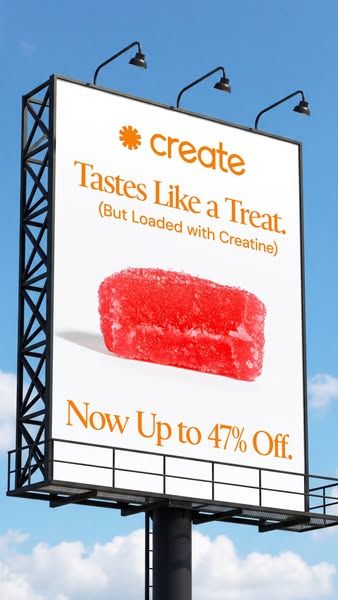 create
Tastes Like a Treat.
(But Loaded with Creatine)
Now Up to 47% Off.